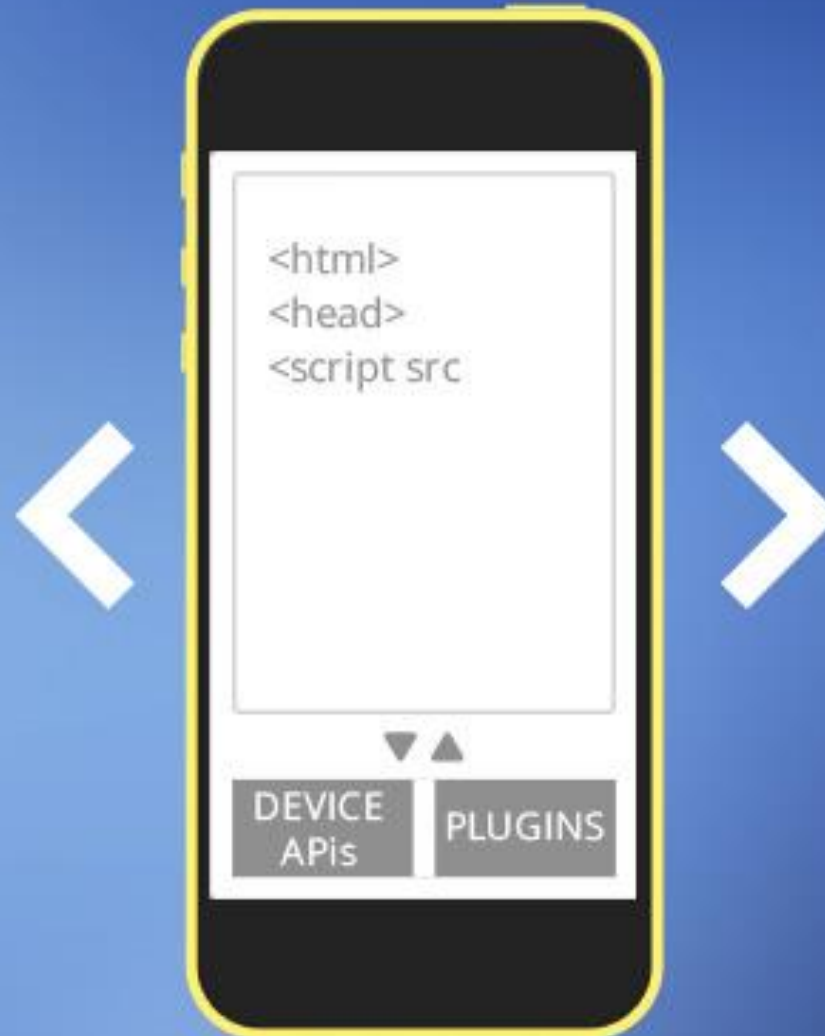 <html>
<head>
<script src
DEVICE
APis
PLUGINS